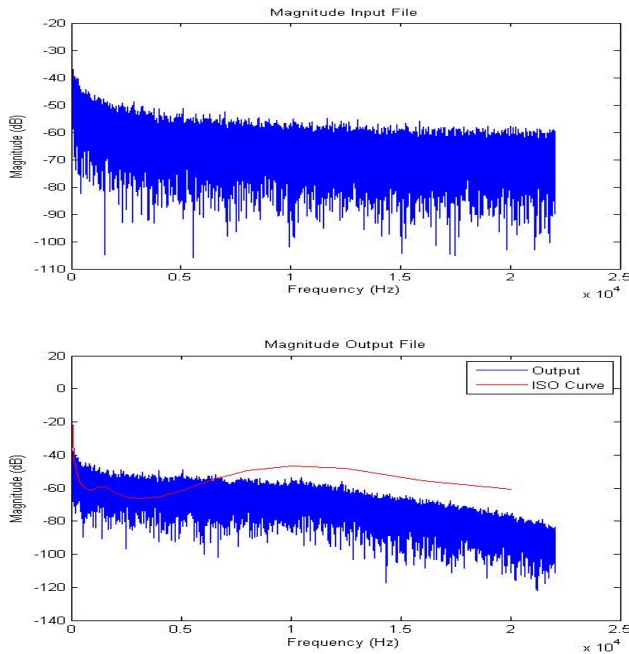 Magnitude Input File
-20
-30
-40
-50
-60
-70
-80
-90
-100
-110
Magnitude (dB)
0 0.5 1 1.5 2 2.5
Frequency (Hz)
x 10^4
Magnitude Output File
20
0
-20
-40
-60
-80
-100
-120
-140
Magnitude (dB)
Output
ISO Curve
0 0.5 1 1.5 2 2.5
Frequency (Hz)
x 10^4